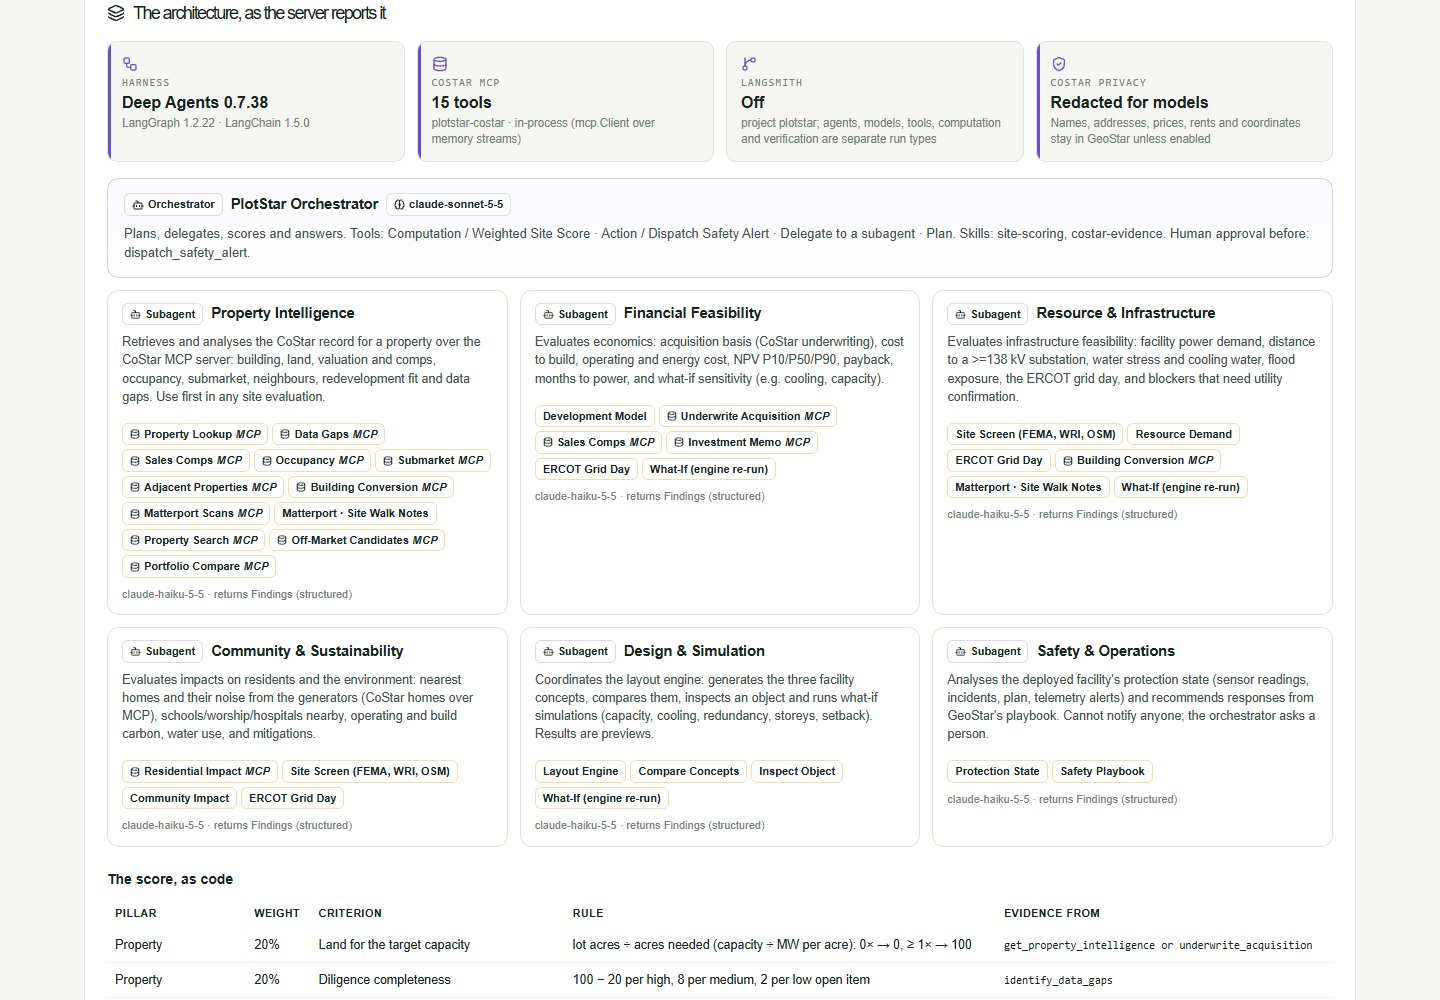 The architecture, as the server reports it
HARNESS
Deep Agents 0.7.38
LangGraph 1.2.22 · LangChain 1.5.0
COSTAR MCP
15 tools
plotstar-costar · in-process (mcp.Client over
memory streams)
LANGSMITH
Off
project plotstar; agents, models, tools, computation
and verification are separate run types
COSTAR PRIVACY
Redacted for models
Names, addresses, prices, rents and coordinates
stay in GeoStar unless enabled
Orchestrator PlotStar Orchestrator claude-sonnet-5-5
Plans, delegates, scores and answers. Tools: Computation / Weighted Site Score · Action / Dispatch Safety Alert · Delegate to a subagent · Plan. Skills: site-scoring, costar-evidence. Human approval before:
dispatch_safety_alert.
Subagent Property Intelligence
Retrieves and analyses the CoStar record for a property over the
CoStar MCP server: building, land, valuation and comps,
occupancy, submarket, neighbours, redevelopment fit and data
gaps. Use first in any site evaluation.
Property Lookup MCP Data Gaps MCP
Sales Comps MCP Occupancy MCP Submarket MCP
Adjacent Properties MCP Building Conversion MCP
Matterport Scans MCP Matterport · Site Walk Notes
Property Search MCP Off-Market Candidates MCP
Portfolio Compare MCP
claude-haiku-5-5 · returns Findings (structured)
Subagent Financial Feasibility
Evaluates economics: acquisition basis (CoStar underwriting), cost
to build, operating and energy cost, NPV P10/P50/P90, payback,
months to power, and what-if sensitivity (e.g. cooling, capacity).
Development Model Underwrite Acquisition MCP
Sales Comps MCP Investment Memo MCP
ERCOT Grid Day What-If (engine re-run)
claude-haiku-5-5 · returns Findings (structured)
Subagent Resource & Infrastructure
Evaluates infrastructure feasibility: facility power demand, distance
to a >=138 kV substation, water stress and cooling water, flood
exposure, the ERCOT grid day, and blockers that need utility
confirmation.
Site Screen (FEMA, WRI, OSM) Resource Demand
ERCOT Grid Day Building Conversion MCP
Matterport · Site Walk Notes What-If (engine re-run)
claude-haiku-5-5 · returns Findings (structured)
Subagent Community & Sustainability
Evaluates impacts on residents and the environment: nearest
homes and their noise from the generators (CoStar homes over
MCP), schools/worship/hospitals nearby, operating and build
carbon, water use, and mitigations.
Residential Impact MCP Site Screen (FEMA, WRI, OSM)
Community Impact ERCOT Grid Day
claude-haiku-5-5 · returns Findings (structured)
Subagent Design & Simulation
Coordinates the layout engine: generates the three facility
concepts, compares them, inspects an object and runs what-if
simulations (capacity, cooling, redundancy, storeys, setback).
Results are previews.
Layout Engine Compare Concepts Inspect Object
What-If (engine re-run)
claude-haiku-5-5 · returns Findings (structured)
Subagent Safety & Operations
Analyses the deployed facility's protection state (sensor readings,
incidents, plan, telemetry alerts) and recommends responses from
GeoStar's playbook. Cannot notify anyone; the orchestrator asks a
person.
Protection State Safety Playbook
claude-haiku-5-5 · returns Findings (structured)
The score, as code
PILLAR WEIGHT CRITERION RULE EVIDENCE FROM
Property 20% Land for the target capacity lot acres ÷ acres needed (capacity ÷ MW per acre): 0× → 0, ≥ 1× → 100 get_property_intelligence or underwrite_acquisition
Property 20% Diligence completeness 100 − 20 per high, 8 per medium, 2 per low open item identify_data_gaps